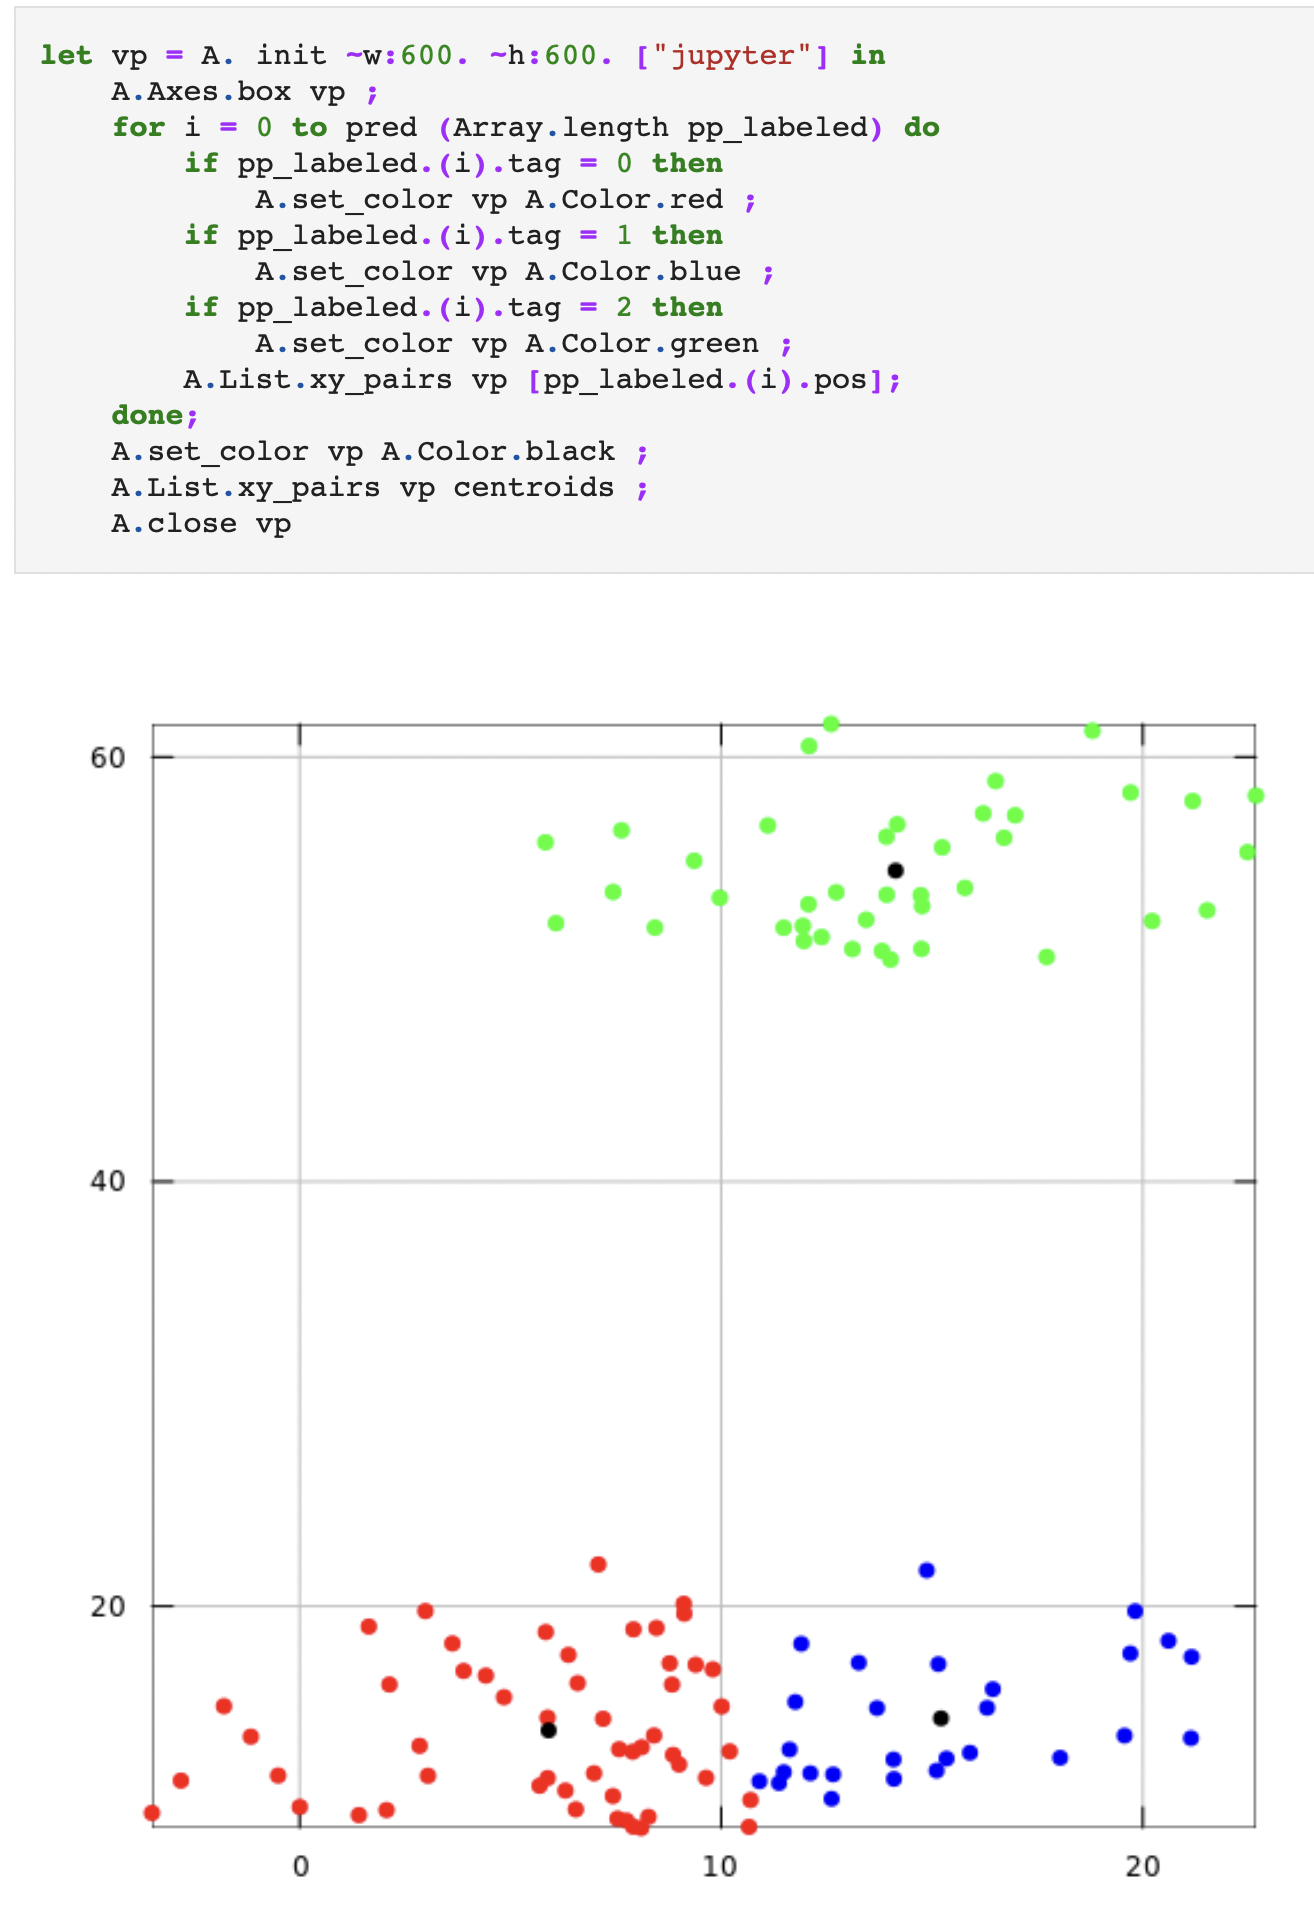 let vp = A. init ~w:600. ~h:600. ["jupyter"] in
    A.Axes.box vp ;
    for i = 0 to pred (Array.length pp_labeled) do
        if pp_labeled.(i).tag = 0 then
            A.set_color vp A.Color.red ;
        if pp_labeled.(i).tag = 1 then
            A.set_color vp A.Color.blue ;
        if pp_labeled.(i).tag = 2 then
            A.set_color vp A.Color.green ;
        A.List.xy_pairs vp [pp_labeled.(i).pos];
    done;
    A.set_color vp A.Color.black ;
    A.List.xy_pairs vp centroids ;
    A.close vp
60
40
20
0 10 20